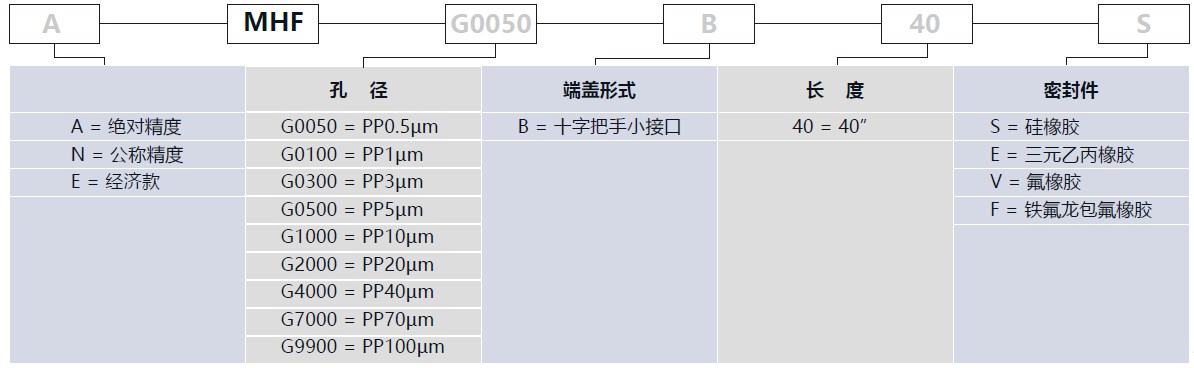 A MHF G0050 B 40 S
孔 径 端盖形式 长 度 密封件
A = 绝对精度 G0050 = PP0.5μm B = 十字把手小接口 40 = 40″ S = 硅橡胶
N = 公称精度 G0100 = PP1μm E = 三元乙丙橡胶
E = 经济款 G0300 = PP3μm V = 氟橡胶
G0500 = PP5μm F = 铁氟龙包氟橡胶
G1000 = PP10μm
G2000 = PP20μm
G4000 = PP40μm
G7000 = PP70μm
G9900 = PP100μm